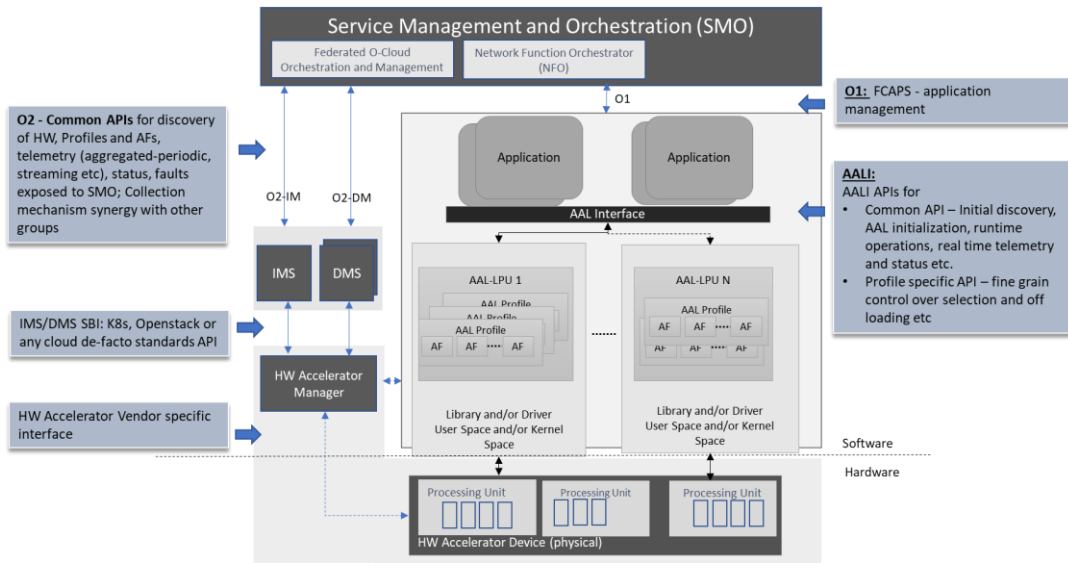 Service Management and Orchestration (SMO)
Federated O-Cloud
Orchestration and Management
Network Function Orchestrator
(NFO)
O1
O1: FCAPS - application
management
O2 - Common APIs for discovery
of HW, Profiles and AFs,
telemetry (aggregated-periodic,
streaming etc), status, faults
exposed to SMO; Collection
mechanism synergy with other
groups
O2-IM
O2-DM
Application
Application
AAL Interface
AALI:
AALI APIs for
• Common API – Initial discovery,
AAL initialization, runtime
operations, real time telemetry
and status etc.
• Profile specific API – fine grain
control over selection and off
loading etc
IMS
DMS
AAL-LPU 1
AAL Profile
AAL Profile
AAL Profile
AF
AF
AF
AAL-LPU N
AAL Profile
AF
AF
AF
AF
AF
AF
IMS/DMS SBI: K8s, Openstack or
any cloud de-facto standards API
HW Accelerator
Manager
HW Accelerator Vendor specific
interface
Library and/or Driver
User Space and/or Kernel
Space
Library and/or Driver
User Space and/or Kernel
Space
Software
Hardware
Processing Unit
Processing Unit
Processing Unit
HW Accelerator Device (physical)